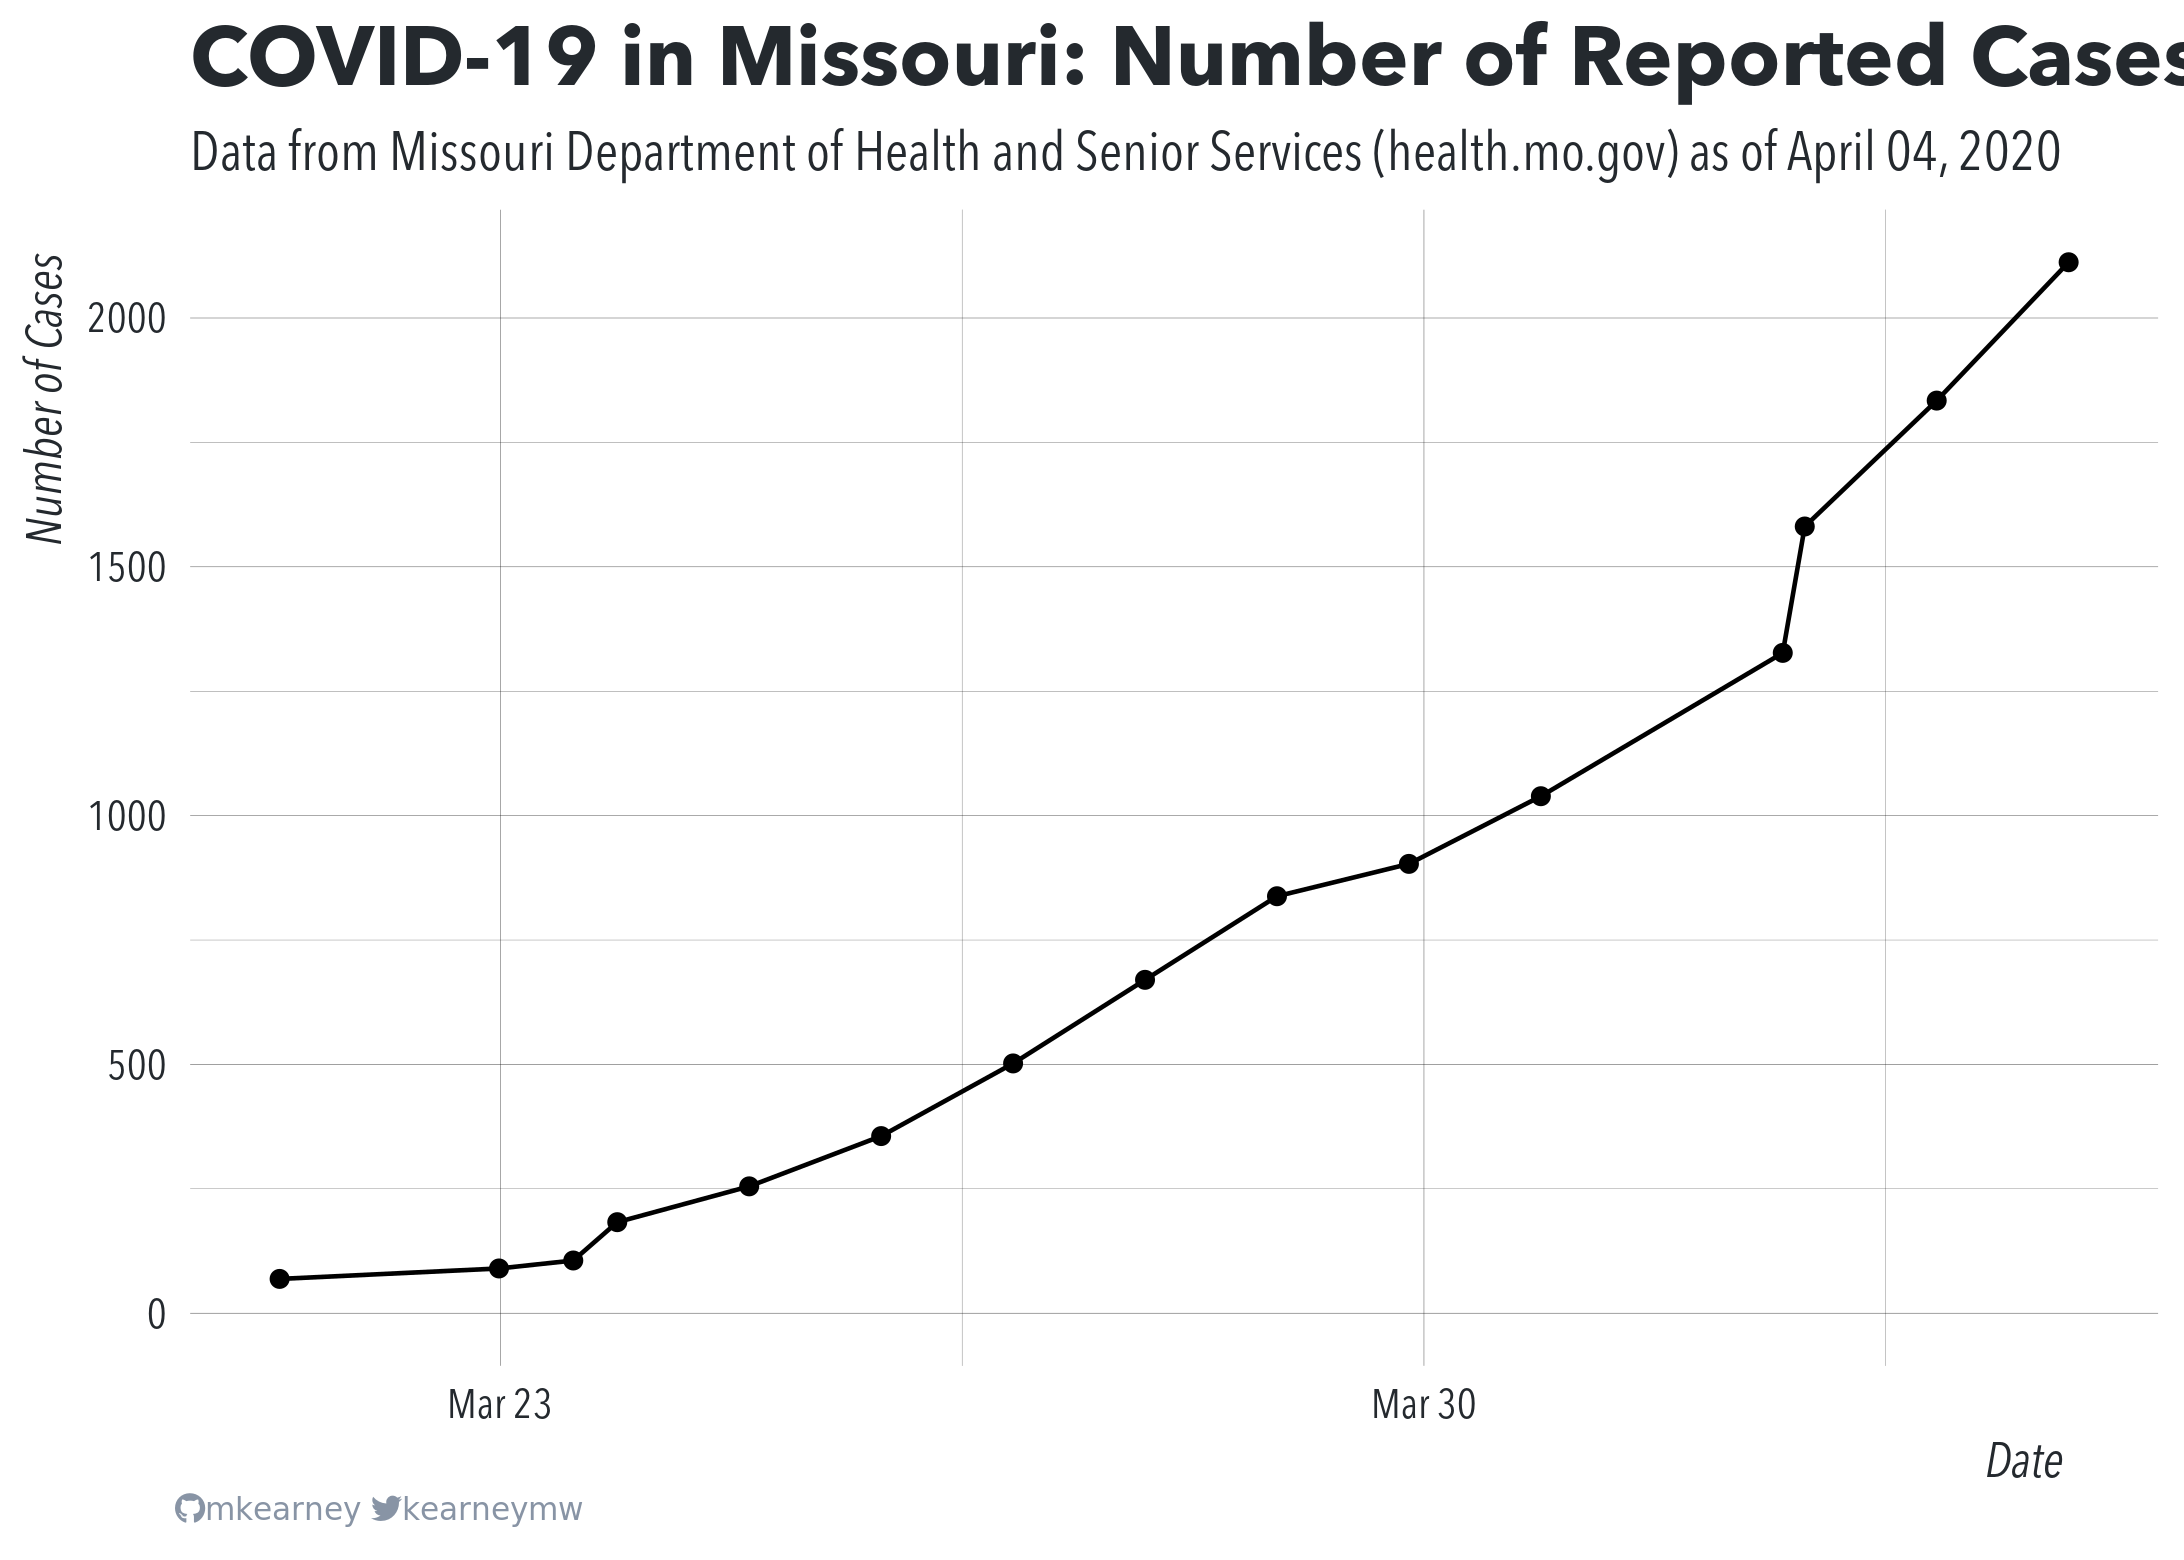 COVID-19 in Missouri: Number of Reported Cases
Data from Missouri Department of Health and Senior Services (health.mo.gov) as of April 04, 2020
Number of Cases
2000
1500
1000
500
0
Mar 23
Mar 30
Date
mkearney kearneymw